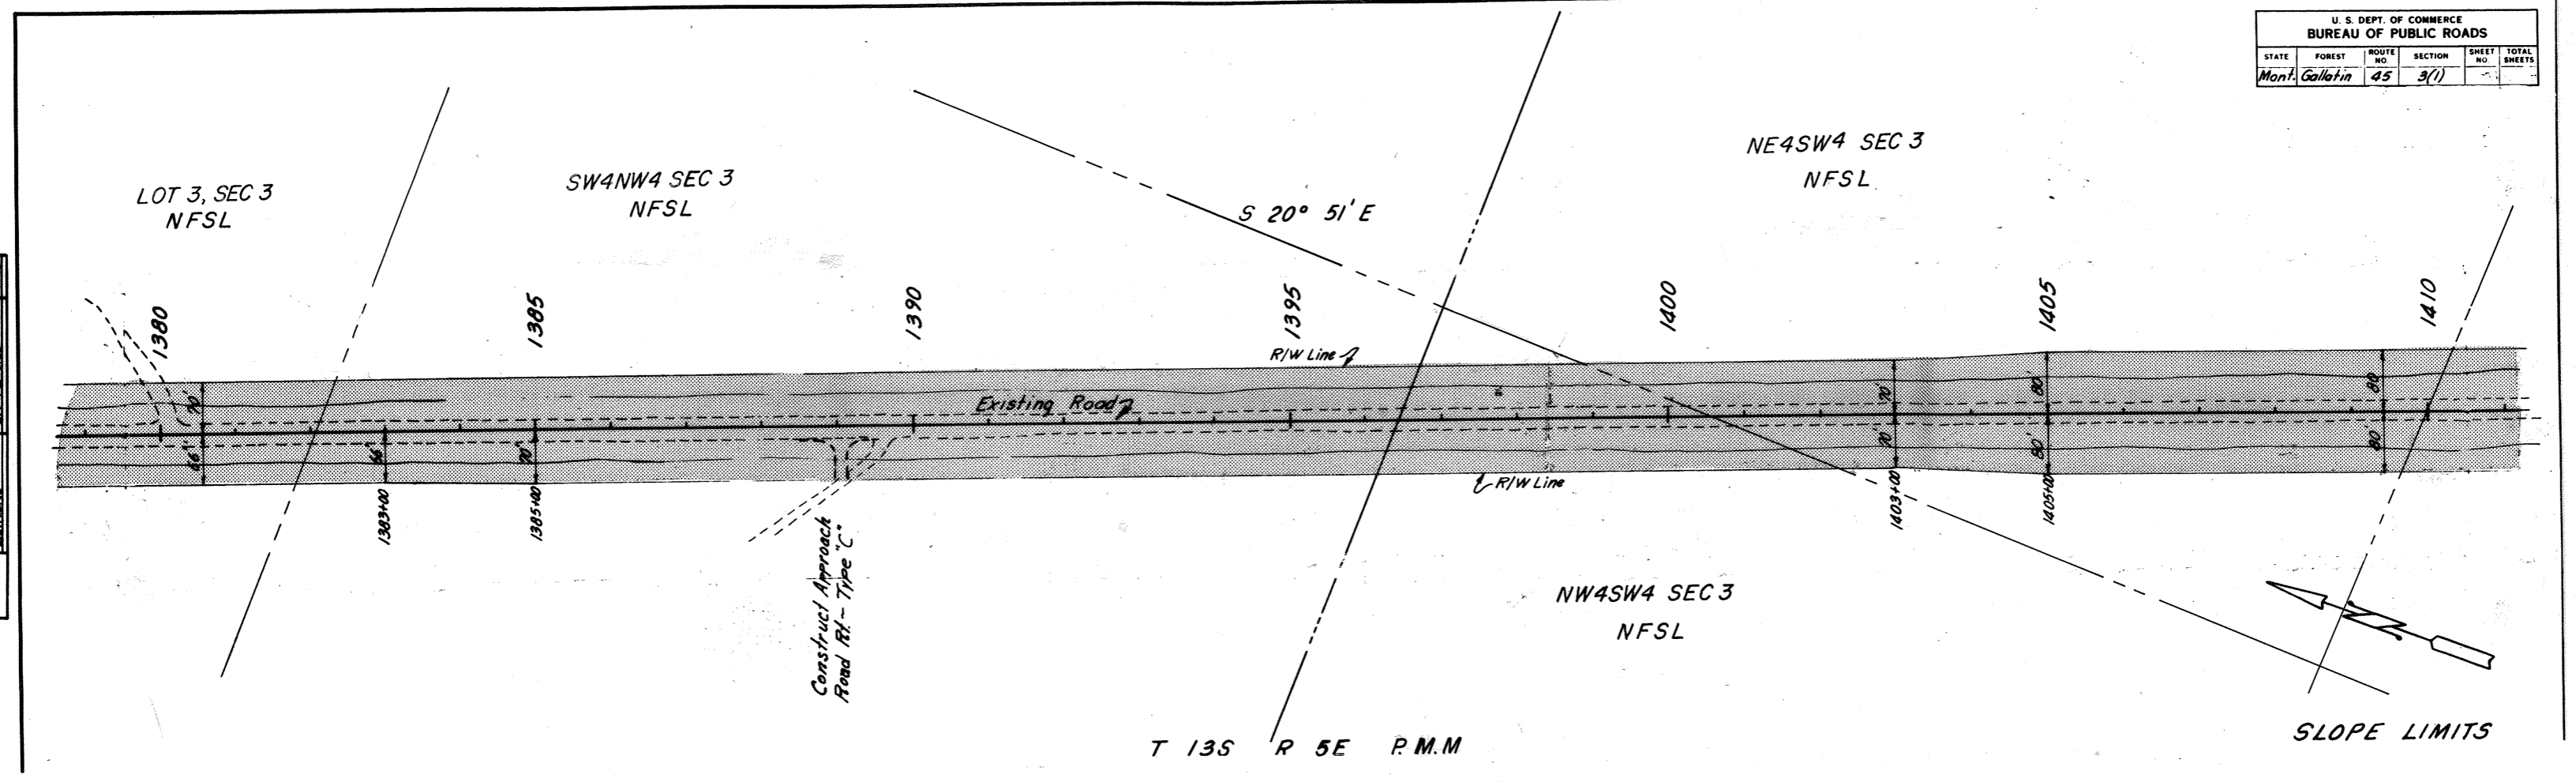 U. S. DEPT. OF COMMERCE
BUREAU OF PUBLIC ROADS
STATE FOREST ROUTE NO. SECTION SHEET NO. TOTAL SHEETS
Mont. Gallatin 45 3(1)
LOT 3, SEC 3
NFSL
SW4NW4 SEC 3
NFSL
S 20° 51' E
NE4SW4 SEC 3
NFSL
1380
1385
1390
1395
1400
1405
1410
R/W Line
Existing Road
70'
66'
66'
70'
70'
70'
80'
80'
80'
80'
1383+00
1385+00
R/W Line
1403+00
1405+00
Construct Approach
Road Rt.- Type "C"
NW4SW4 SEC 3
NFSL
T 13S R 5E P.M.M
SLOPE LIMITS